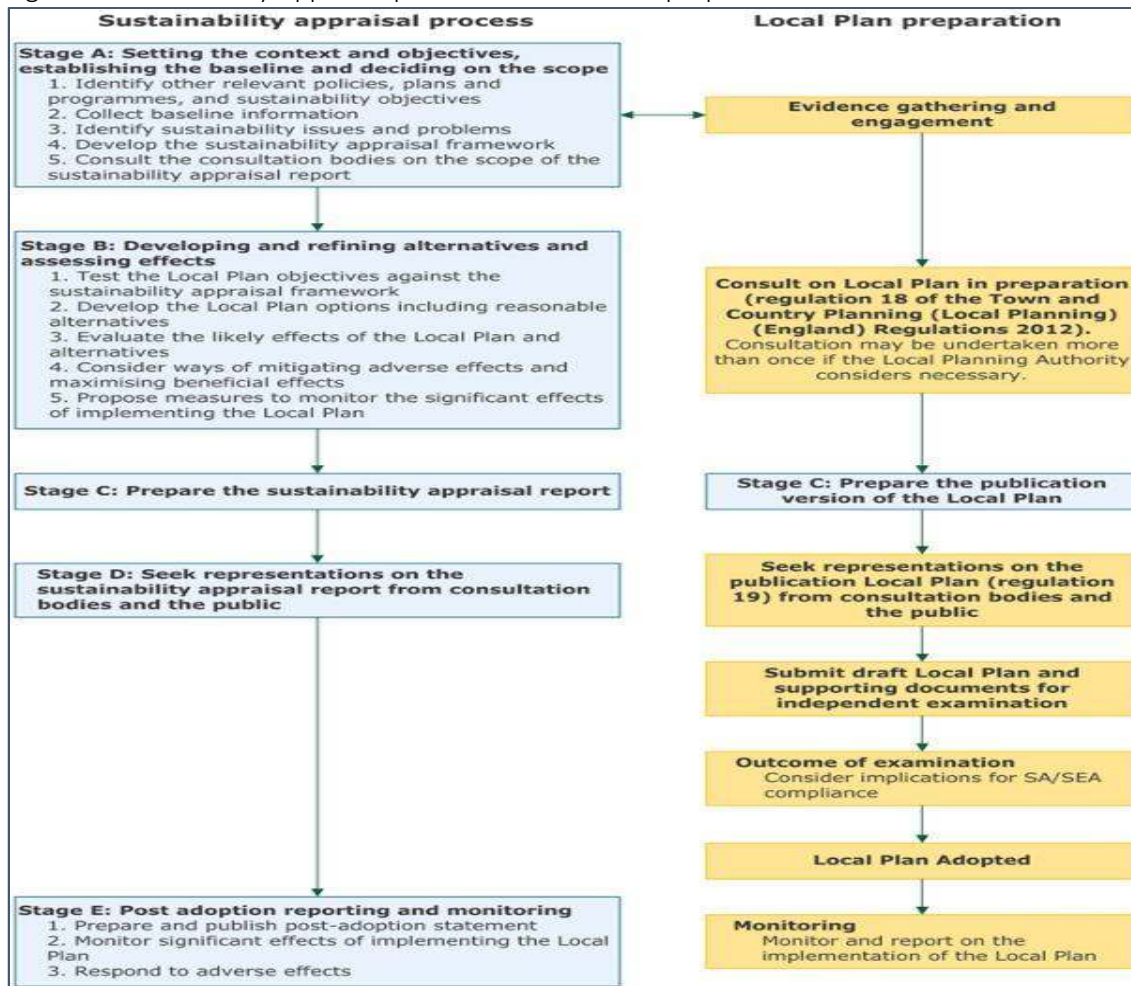 Sustainability appraisal process
Stage A: Setting the context and objectives,
establishing the baseline and deciding on the scope
1. Identify other relevant policies, plans and
programmes, and sustainability objectives
2. Collect baseline information
3. Identify sustainability issues and problems
4. Develop the sustainability appraisal framework
5. Consult the consultation bodies on the scope of the
sustainability appraisal report
Stage B: Developing and refining alternatives and
assessing effects
1. Test the Local Plan objectives against the
sustainability appraisal framework
2. Develop the Local Plan options including reasonable
alternatives
3. Evaluate the likely effects of the Local Plan and
alternatives
4. Consider ways of mitigating adverse effects and
maximising beneficial effects
5. Propose measures to monitor the significant effects
of implementing the Local Plan
Stage C: Prepare the sustainability appraisal report
Stage D: Seek representations on the
sustainability appraisal report from consultation
bodies and the public
Stage E: Post adoption reporting and monitoring
1. Prepare and publish post-adoption statement
2. Monitor significant effects of implementing the Local
Plan
3. Respond to adverse effects
Local Plan preparation
Evidence gathering and
engagement
Consult on Local Plan in preparation
(regulation 18 of the Town and
Country Planning (Local Planning)
(England) Regulations 2012).
Consultation may be undertaken more
than once if the Local Planning Authority
considers necessary.
Stage C: Prepare the publication
version of the Local Plan
Seek representations on the
publication Local Plan (regulation
19) from consultation bodies and
the public
Submit draft Local Plan and
supporting documents for
independent examination
Outcome of examination
Consider implications for SA/SEA
compliance
Local Plan Adopted
Monitoring
Monitor and report on the
implementation of the Local Plan